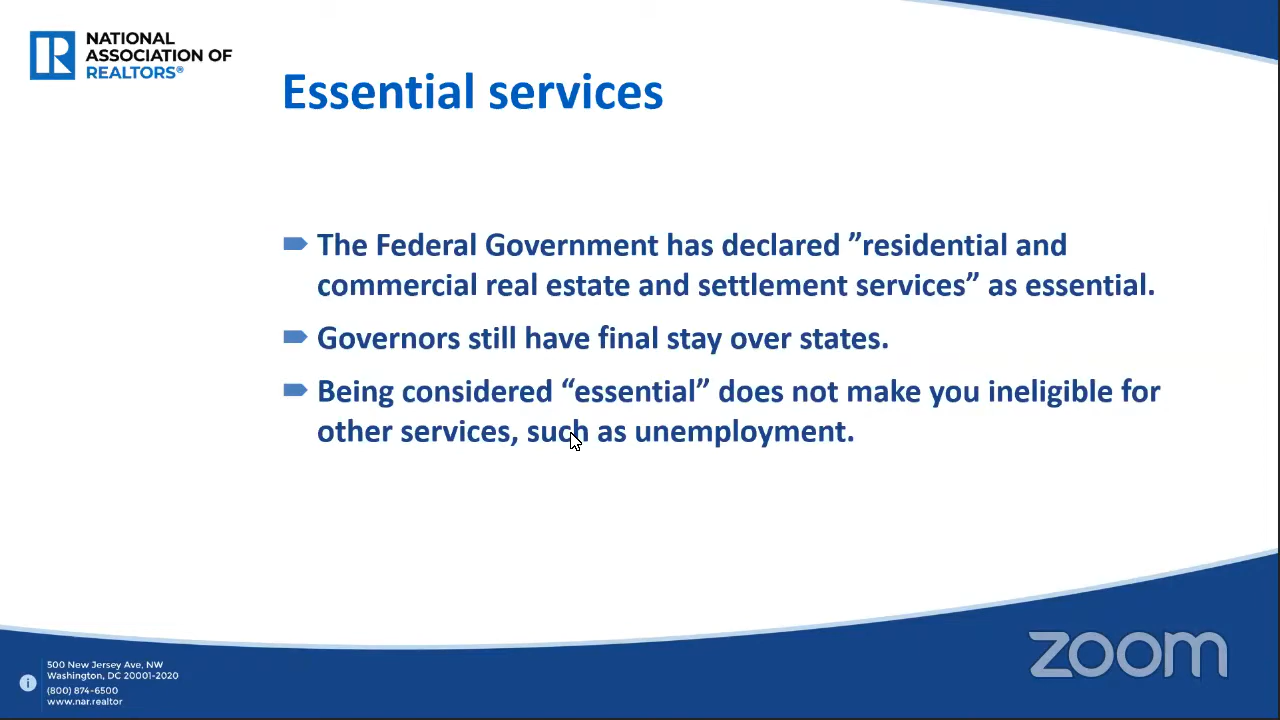 NATIONAL
ASSOCIATION OF
REALTORS®
Essential services
The Federal Government has declared ”residential and
commercial real estate and settlement services” as essential.
Governors still have final stay over states.
Being considered “essential” does not make you ineligible for
other services, such as unemployment.
500 New Jersey Ave, NW
Washington, DC 20001-2020
(800) 874-6500
www.nar.realtor
zoom